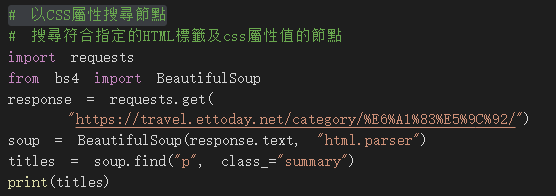 # 以CSS屬性搜尋節點
# 搜尋符合指定的HTML標籤及css屬性值的節點
import requests
from bs4 import BeautifulSoup
response = requests.get(
"https://travel.ettoday.net/category/%E6%A1%83%E5%9C%92/")
soup = BeautifulSoup(response.text, "html.parser")
titles = soup.find("p", class_="summary")
print(titles)